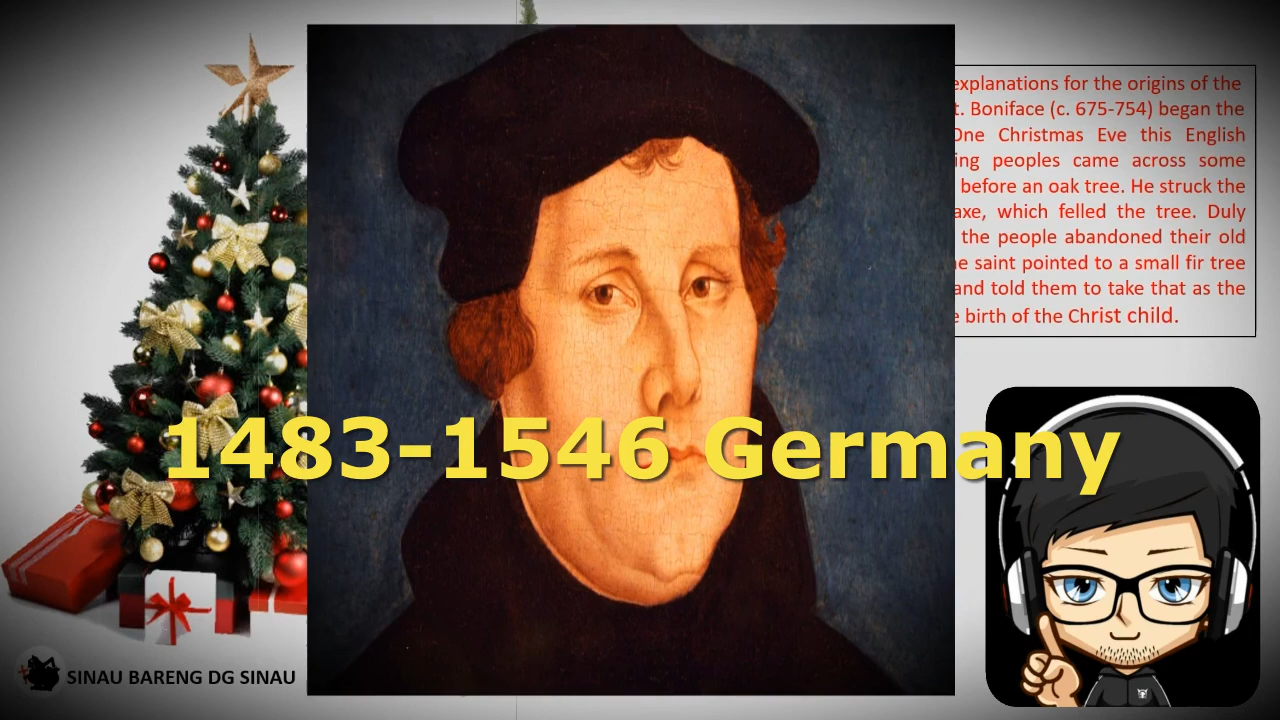 explanations for the origins of the
t. Boniface (c. 675-754) began the
One Christmas Eve this English
ing peoples came across some
before an oak tree. He struck the
axe, which felled the tree. Duly
the people abandoned their old
e saint pointed to a small fir tree
and told them to take that as the
e birth of the Christ child.
1483-1546 Germany
SINAU BARENG DG SINAU